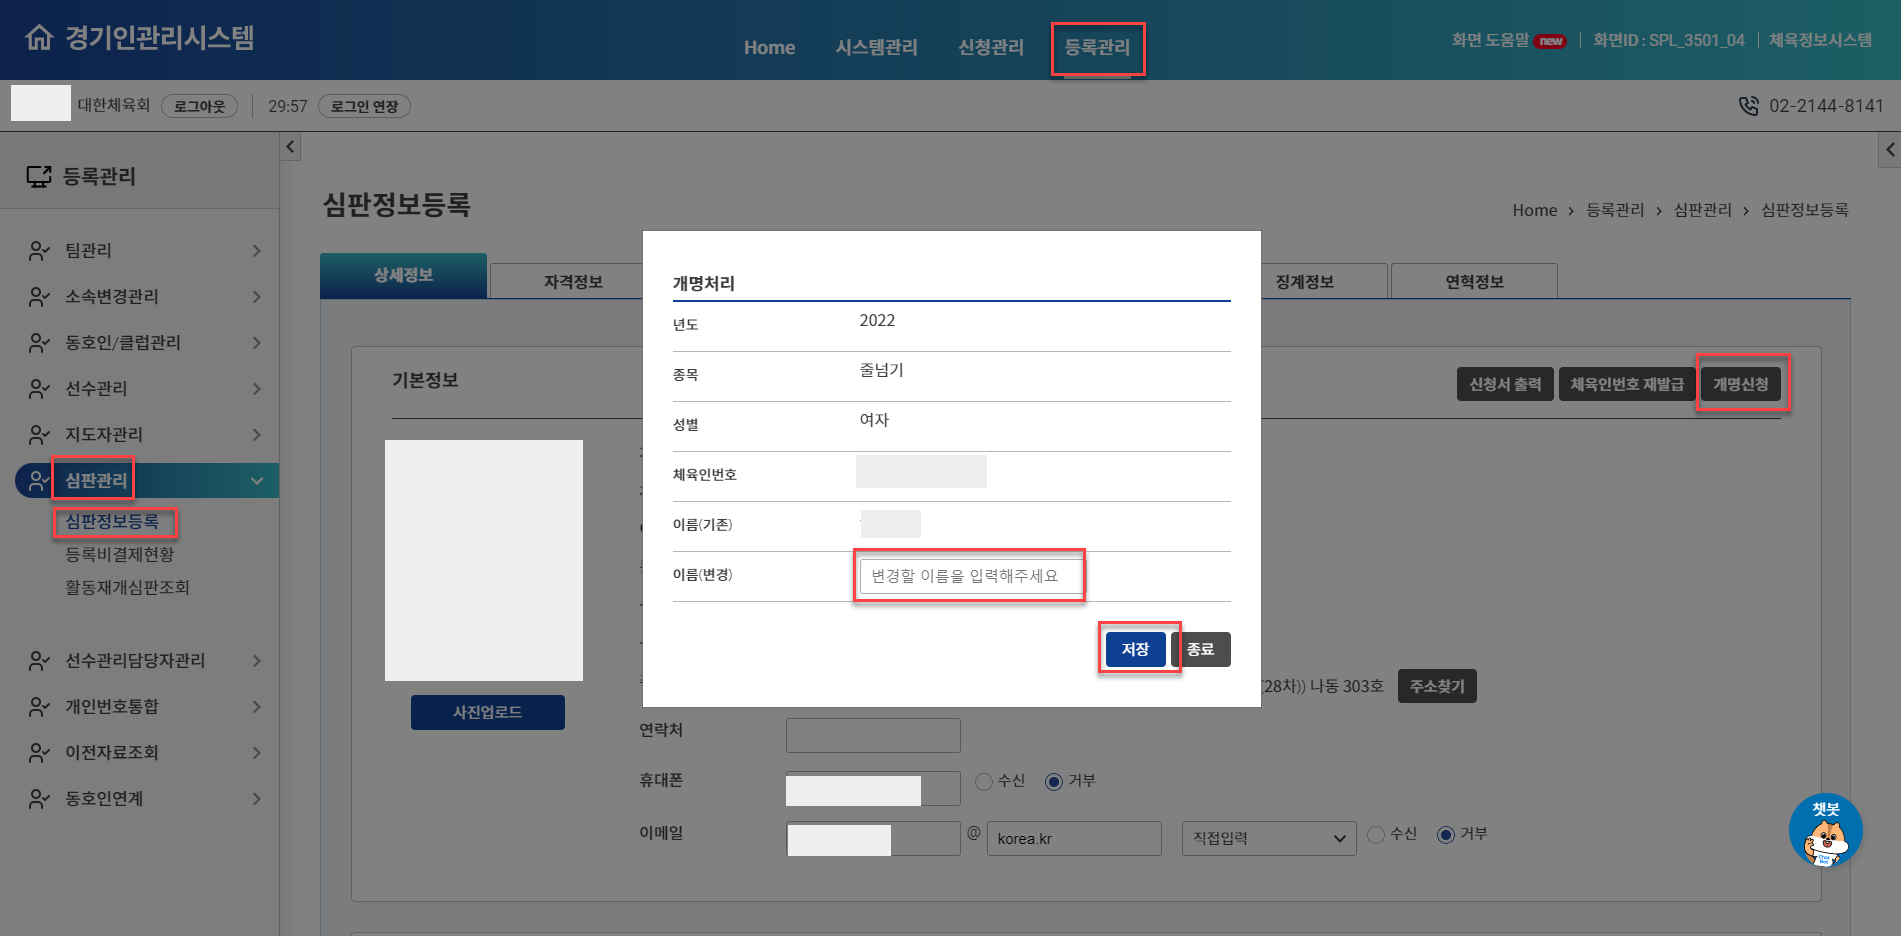 경기인관리시스템
Home 시스템관리 신청관리 등록관리
화면 도움말 new 화면ID : SPL_3501_04 체육정보시스템
대한체육회 로그아웃 29:57 로그인 연장
02-2144-8141
등록관리
팀관리
소속변경관리
동호인/클럽관리
선수관리
지도자관리
심판관리
심판정보등록
등록비결제현황
활동재개심판조회
선수관리담당자관리
개인번호통합
이전자료조회
동호인연계
심판정보등록
Home > 등록관리 > 심판관리 > 심판정보등록
상세정보 자격정보 징계정보 연혁정보
기본정보
신청서 출력 체육인번호 재발급 개명신청
사진업로드
개명처리
년도 2022
종목 줄넘기
성별 여자
체육인번호
이름(기존)
이름(변경) 변경할 이름을 입력해주세요
저장 종료
(28차)) 나동 303호 주소찾기
연락처
휴대폰 수신 거부
이메일 @ korea.kr 직접입력 수신 거부
챗봇
Chat Bot